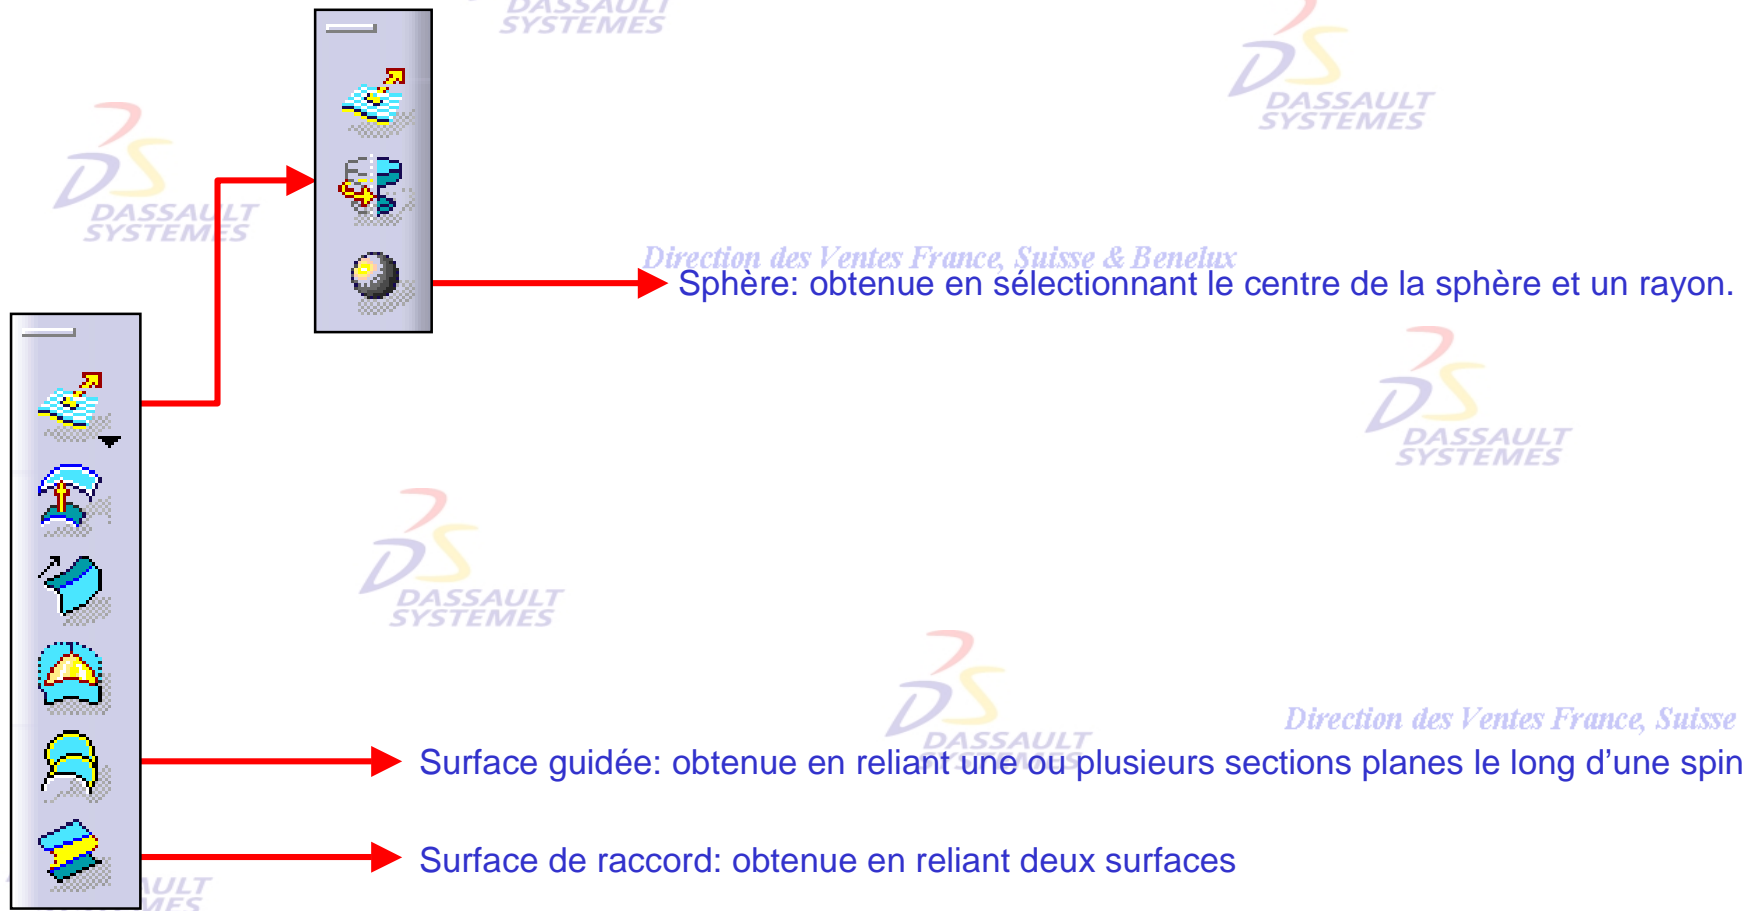 DASSAULT
SYSTEMES
DASSAULT
SYSTEMES
DASSAULT
SYSTEMES
Direction des Ventes France, Suisse & Benelux
Sphère: obtenue en sélectionnant le centre de la sphère et un rayon.
DASSAULT
SYSTEMES
DASSAULT
SYSTEMES
Direction des Ventes France, Suisse
DASSAULT
SYSTEMES
Surface guidée: obtenue en reliant une ou plusieurs sections planes le long d’une spin
Surface de raccord: obtenue en reliant deux surfaces